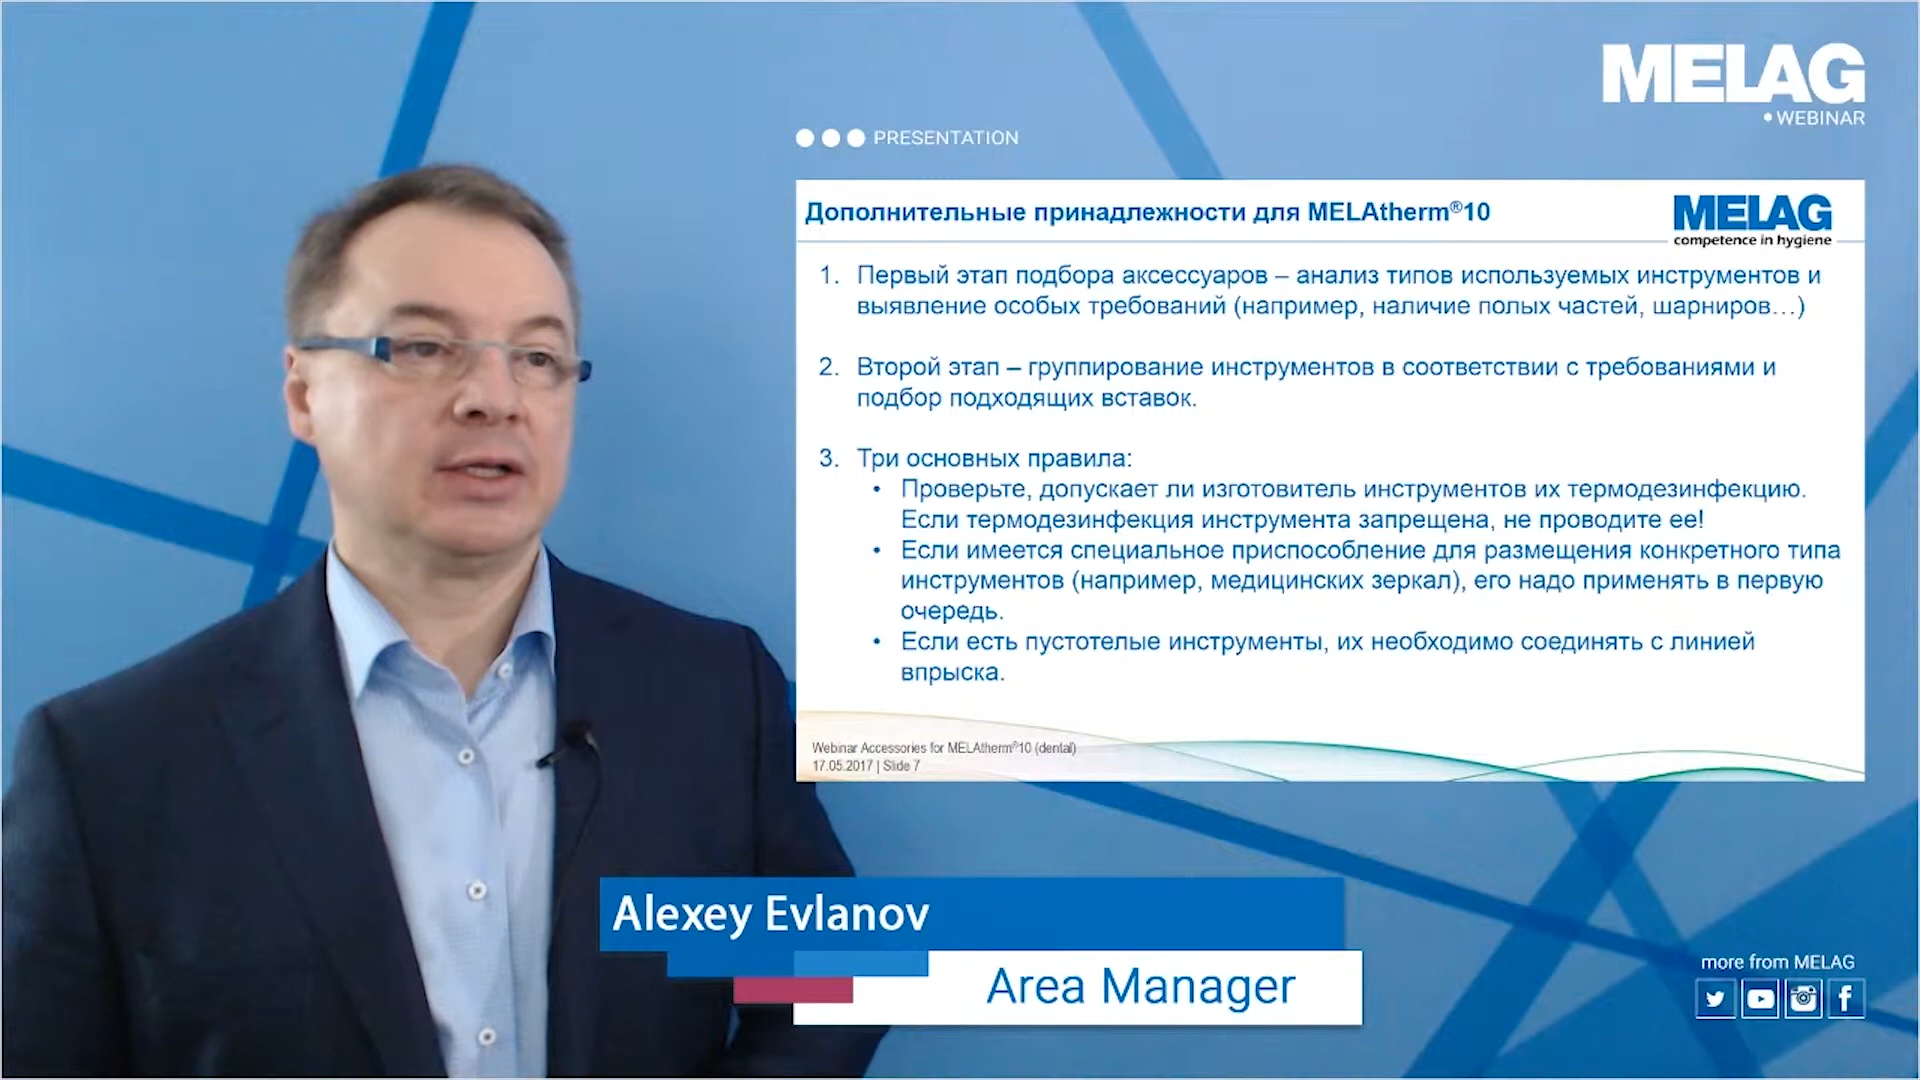 MELAG
• WEBINAR
PRESENTATION
Дополнительные принадлежности для MELAtherm®10
MELAG
competence in hygiene
1. Первый этап подбора аксессуаров – анализ типов используемых инструментов и
выявление особых требований (например, наличие полых частей, шарниров…)
2. Второй этап – группирование инструментов в соответствии с требованиями и
подбор подходящих вставок.
3. Три основных правила:
• Проверьте, допускает ли изготовитель инструментов их термодезинфекцию.
Если термодезинфекция инструмента запрещена, не проводите ее!
• Если имеется специальное приспособление для размещения конкретного типа
инструментов (например, медицинских зеркал), его надо применять в первую
очередь.
• Если есть пустотелые инструменты, их необходимо соединять с линией
впрыска.
Webinar Accessories for MELAtherm®10 (dental)
17.05.2017 | Slide 7
Alexey Evlanov
Area Manager
more from MELAG